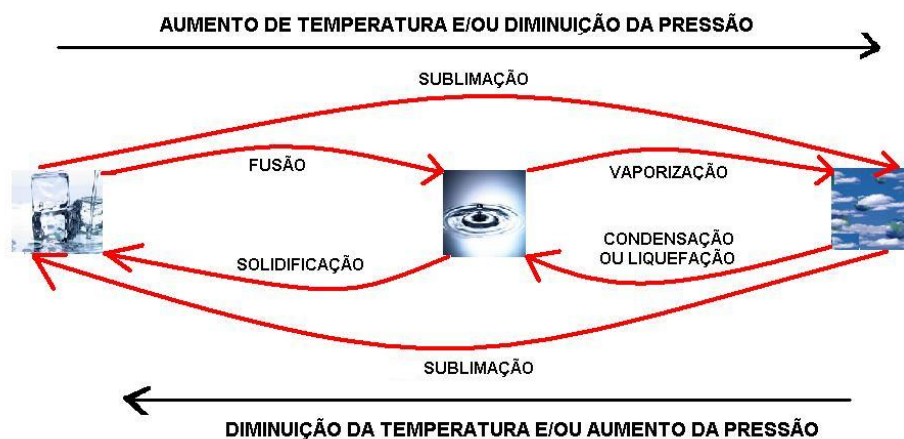 AUMENTO DE TEMPERATURA E/OU DIMINUIÇÃO DA PRESSÃO
SUBLIMAÇÃO
FUSÃO
VAPORIZAÇÃO
SOLIDIFICAÇÃO
CONDENSAÇÃO
OU LIQUEFAÇÃO
SUBLIMAÇÃO
DIMINUIÇÃO DA TEMPERATURA E/OU AUMENTO DA PRESSÃO